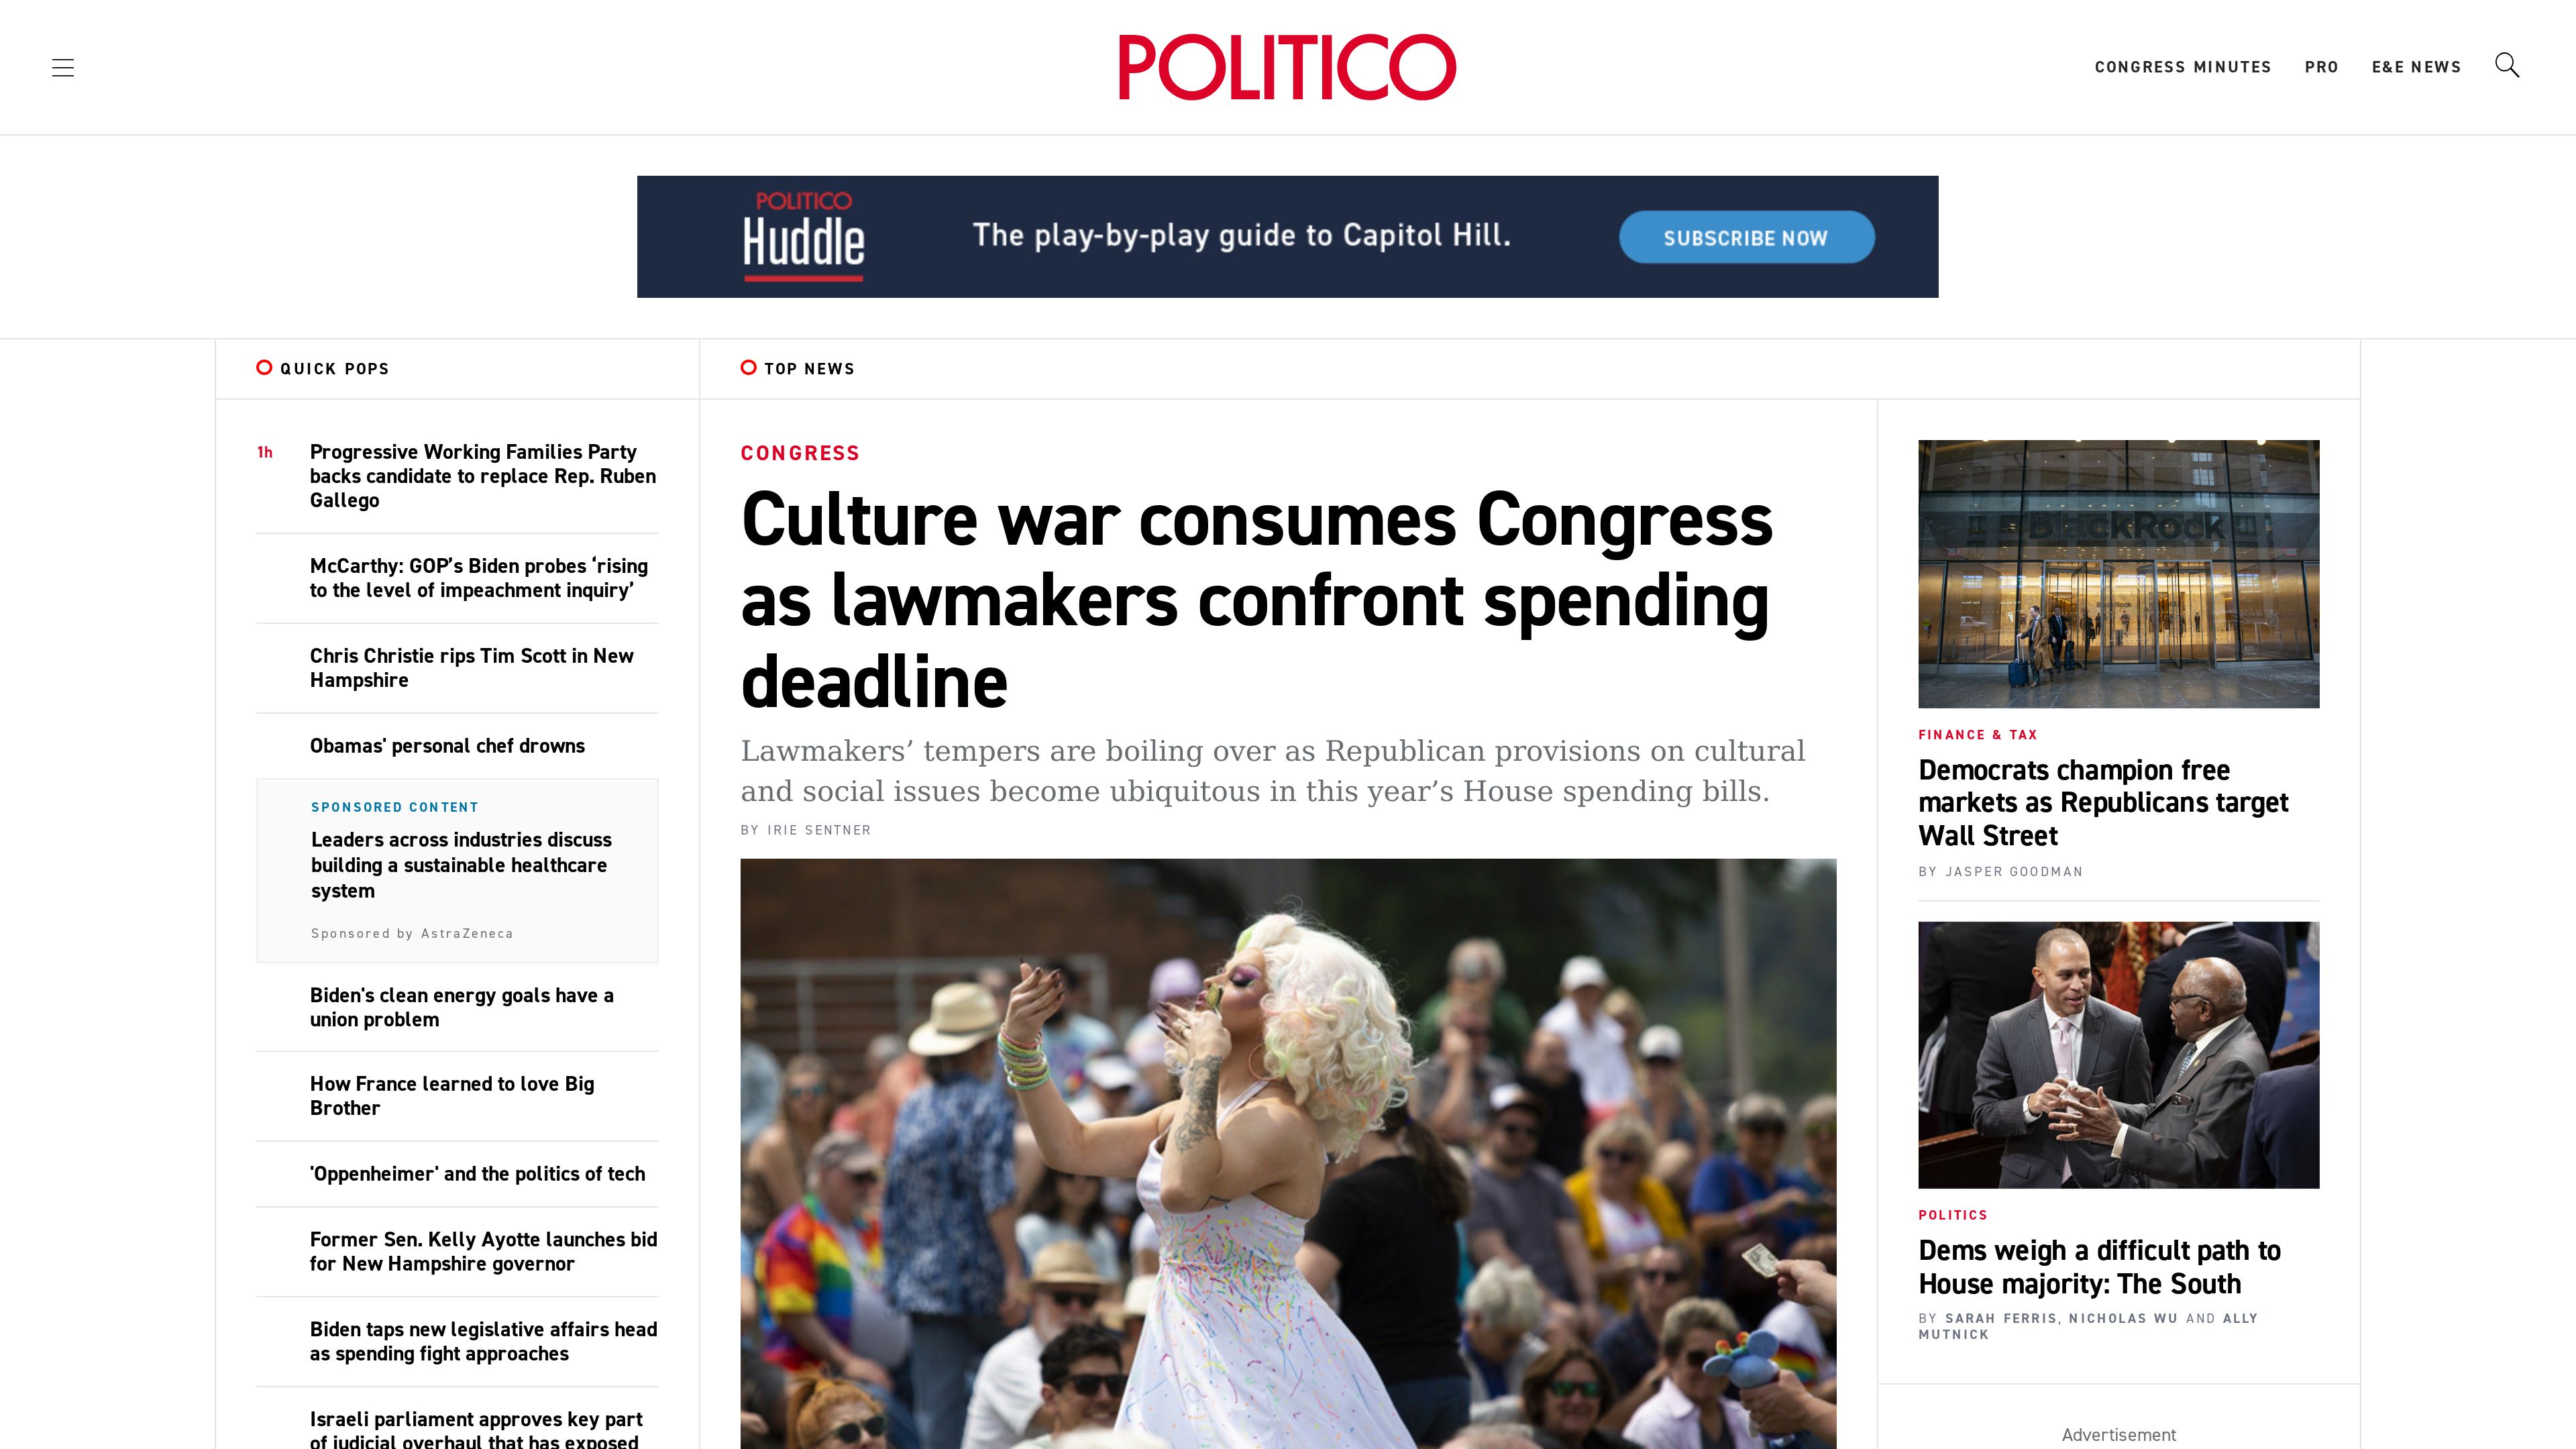 POLITICO
CONGRESS MINUTES
PRO
E&E NEWS
POLITICO
Huddle
The play-by-play guide to Capitol Hill.
SUBSCRIBE NOW
QUICK POPS
1h
Progressive Working Families Party
backs candidate to replace Rep. Ruben
Gallego
McCarthy: GOP’s Biden probes ‘rising
to the level of impeachment inquiry’
Chris Christie rips Tim Scott in New
Hampshire
Obamas' personal chef drowns
SPONSORED CONTENT
Leaders across industries discuss
building a sustainable healthcare
system
Sponsored by AstraZeneca
Biden's clean energy goals have a
union problem
How France learned to love Big
Brother
'Oppenheimer' and the politics of tech
Former Sen. Kelly Ayotte launches bid
for New Hampshire governor
Biden taps new legislative affairs head
as spending fight approaches
Israeli parliament approves key part
of judicial overhaul that has exposed
TOP NEWS
CONGRESS
Culture war consumes Congress
as lawmakers confront spending
deadline
Lawmakers’ tempers are boiling over as Republican provisions on cultural
and social issues become ubiquitous in this year’s House spending bills.
BY IRIE SENTNER
BLACKROCK
BlackRock
FINANCE & TAX
Democrats champion free
markets as Republicans target
Wall Street
BY JASPER GOODMAN
POLITICS
Dems weigh a difficult path to
House majority: The South
BY SARAH FERRIS, NICHOLAS WU AND ALLY
MUTNICK
Advertisement